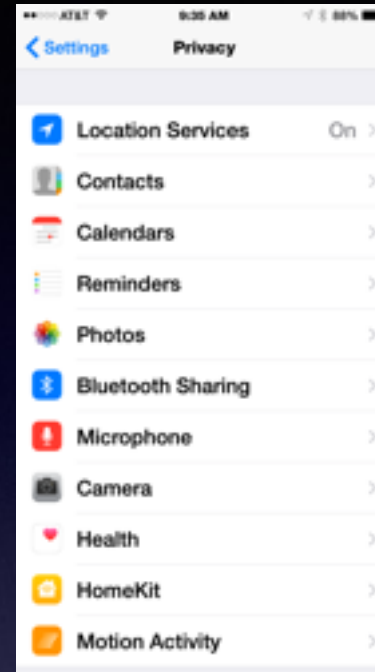 AT&T 9:35 AM 88%
Settings Privacy
Location Services On
Contacts
Calendars
Reminders
Photos
Bluetooth Sharing
Microphone
Camera
Health
HomeKit
Motion Activity